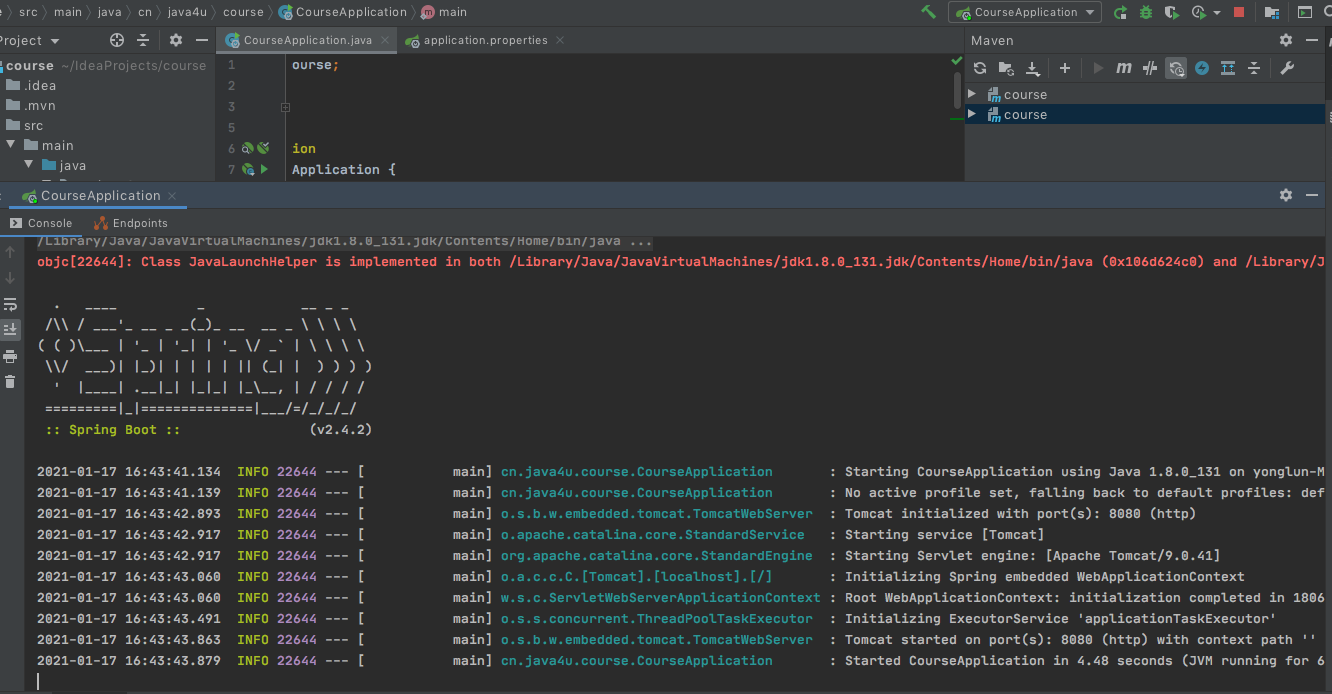 src > main > java > cn > java4u > course > CourseApplication > main
CourseApplication
Project
CourseApplication.java
application.properties
Maven
course ~/IdeaProjects/course
.idea
.mvn
src
main
java
1 ourse;
2
3
5
6 ion
7 Application {
course
course
CourseApplication
Console
Endpoints
/Library/Java/JavaVirtualMachines/jdk1.8.0_131.jdk/Contents/Home/bin/java ...
objc[22644]: Class JavaLaunchHelper is implemented in both /Library/Java/JavaVirtualMachines/jdk1.8.0_131.jdk/Contents/Home/bin/java (0x106d624c0) and /Library/J
  .   ____          _            __ _ _
 /\\ / ___'_ __ _ _(_)_ __  __ _ \ \ \ \
( ( )\___ | '_ | '_| | '_ \/ _` | \ \ \ \
 \\/  ___)| |_)| | | | | || (_| |  ) ) ) )
  '  |____| .__|_| |_|_| |_\__, | / / / /
 =========|_|==============|___/=/_/_/_/
 :: Spring Boot ::                (v2.4.2)
2021-01-17 16:43:41.134  INFO 22644 --- [           main] cn.java4u.course.CourseApplication       : Starting CourseApplication using Java 1.8.0_131 on yonglun-M
2021-01-17 16:43:41.139  INFO 22644 --- [           main] cn.java4u.course.CourseApplication       : No active profile set, falling back to default profiles: def
2021-01-17 16:43:42.893  INFO 22644 --- [           main] o.s.b.w.embedded.tomcat.TomcatWebServer  : Tomcat initialized with port(s): 8080 (http)
2021-01-17 16:43:42.917  INFO 22644 --- [           main] o.apache.catalina.core.StandardService   : Starting service [Tomcat]
2021-01-17 16:43:42.917  INFO 22644 --- [           main] org.apache.catalina.core.StandardEngine  : Starting Servlet engine: [Apache Tomcat/9.0.41]
2021-01-17 16:43:43.060  INFO 22644 --- [           main] o.a.c.c.C.[Tomcat].[localhost].[/]       : Initializing Spring embedded WebApplicationContext
2021-01-17 16:43:43.060  INFO 22644 --- [           main] w.s.c.ServletWebServerApplicationContext : Root WebApplicationContext: initialization completed in 1806
2021-01-17 16:43:43.491  INFO 22644 --- [           main] o.s.s.concurrent.ThreadPoolTaskExecutor  : Initializing ExecutorService 'applicationTaskExecutor'
2021-01-17 16:43:43.863  INFO 22644 --- [           main] o.s.b.w.embedded.tomcat.TomcatWebServer  : Tomcat started on port(s): 8080 (http) with context path ''
2021-01-17 16:43:43.879  INFO 22644 --- [           main] cn.java4u.course.CourseApplication       : Started CourseApplication in 4.48 seconds (JVM running for 6